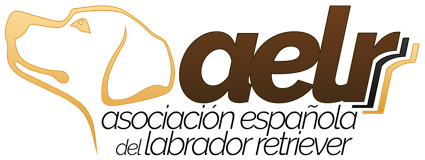 aelr
asociación española
del labrador retriever